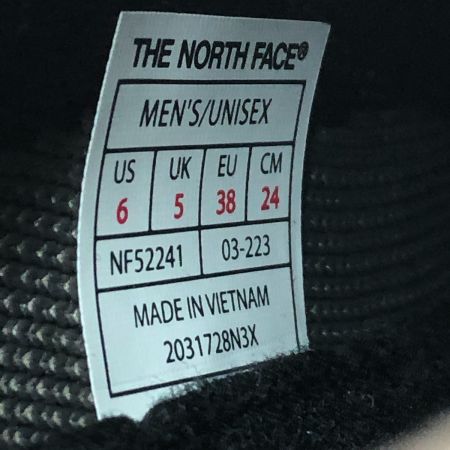 THE NORTH FACE®
MEN'S/UNISEX
US UK EU CM
6 5 38 24
NF52241 03-223
MADE IN VIETNAM
2031728N3X